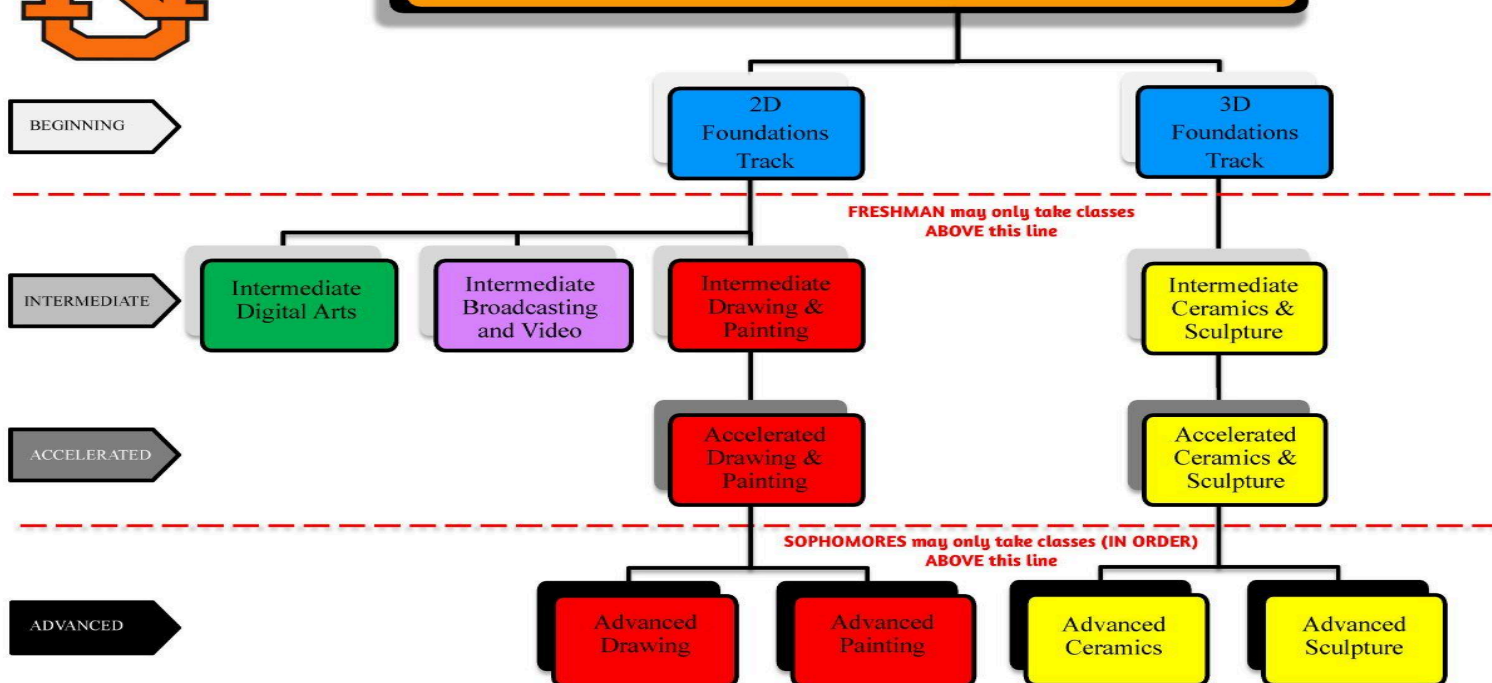 BEGINNING
2D
Foundations
Track
3D
Foundations
Track
FRESHMAN may only take classes
ABOVE this line
INTERMEDIATE
Intermediate
Digital Arts
Intermediate
Broadcasting
and Video
Intermediate
Drawing &
Painting
Intermediate
Ceramics &
Sculpture
ACCELERATED
Accelerated
Drawing &
Painting
Accelerated
Ceramics &
Sculpture
SOPHOMORES may only take classes (IN ORDER)
ABOVE this line
ADVANCED
Advanced
Drawing
Advanced
Painting
Advanced
Ceramics
Advanced
Sculpture